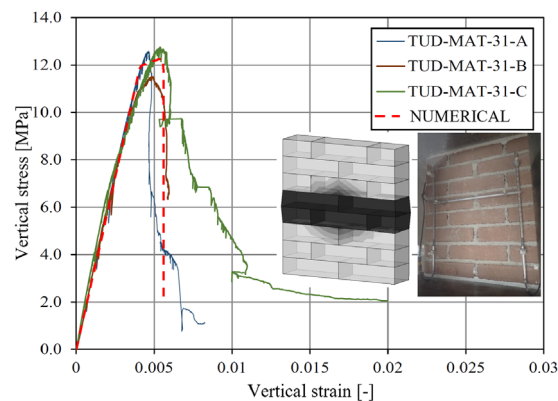 14.0
12.0
10.0
8.0
6.0
4.0
2.0
0.0
Vertical stress [MPa]
TUD-MAT-31-A
TUD-MAT-31-B
TUD-MAT-31-C
NUMERICAL
0 0.005 0.01 0.015 0.02 0.025 0.03
Vertical strain [-]